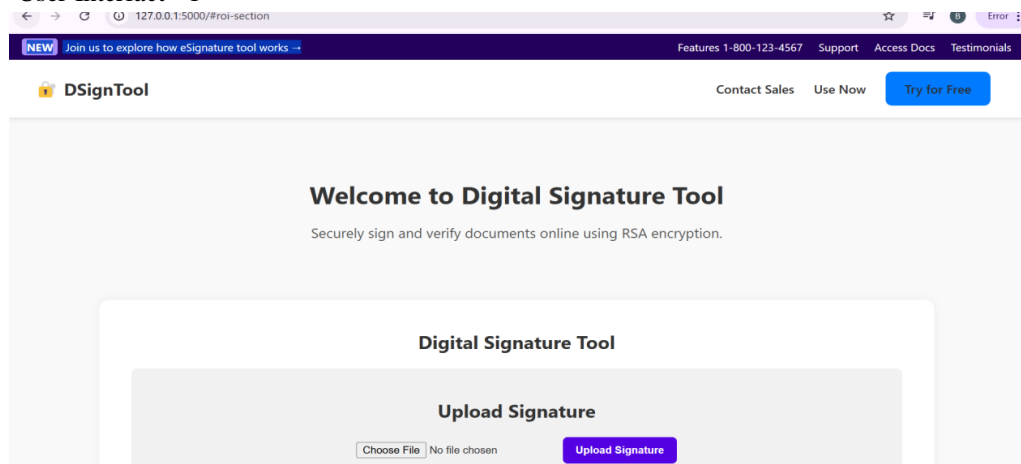 127.0.0.1:5000/#roi-section B Error
NEW Join us to explore how eSignature tool works → Features 1-800-123-4567 Support Access Docs Testimonials
DSignTool Contact Sales Use Now Try for Free
Welcome to Digital Signature Tool
Securely sign and verify documents online using RSA encryption.
Digital Signature Tool
Upload Signature
Choose File No file chosen Upload Signature